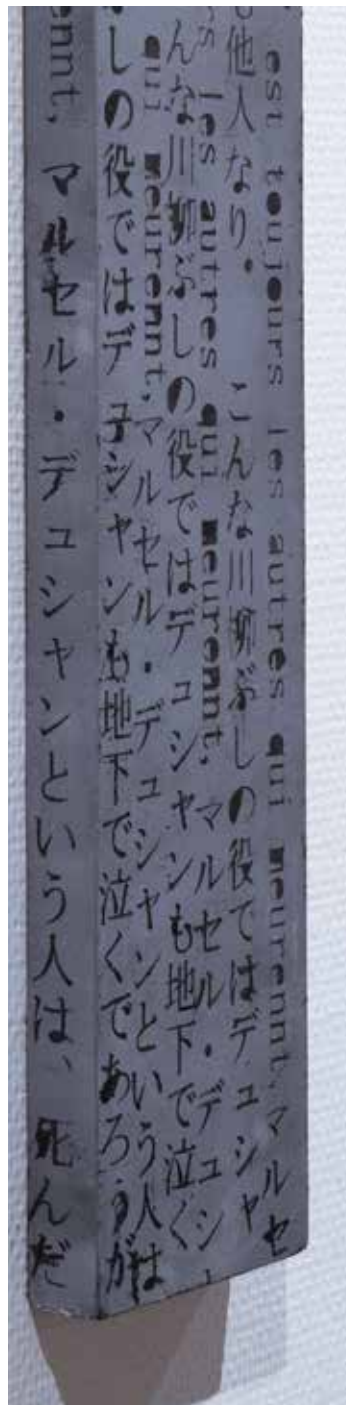 est toujours les autres qui meurennt. マルセ
も他人なり。 こんな川柳ぶしの役ではデュシャ
rs les autres qui meurennt. マルセル・デュシ
んな川柳ぶしの役ではデュシャンも地下で泣く
qui meurennt. マルセル・デュシャンという人は
しの役ではデュシャンも地下で泣くであろうが
ennt. マルセル・デュシャンという人は、死んだ